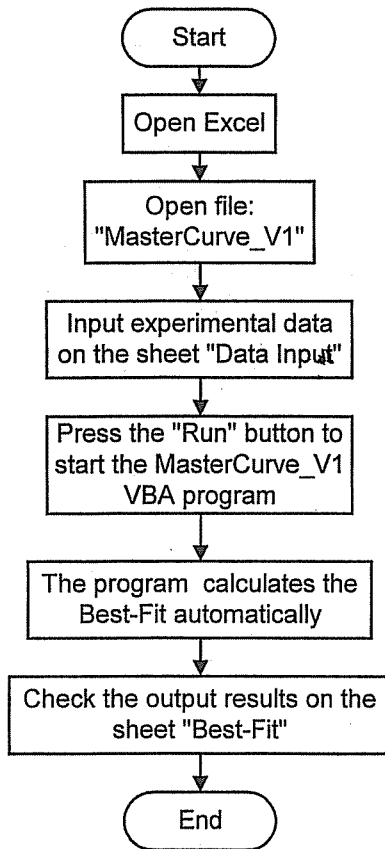 Start
Open Excel
Open file:
"MasterCurve_V1"
Input experimental data
on the sheet "Data Input"
Press the "Run" button to
start the MasterCurve_V1
VBA program
The program calculates the
Best-Fit automatically
Check the output results on the
sheet "Best-Fit"
End